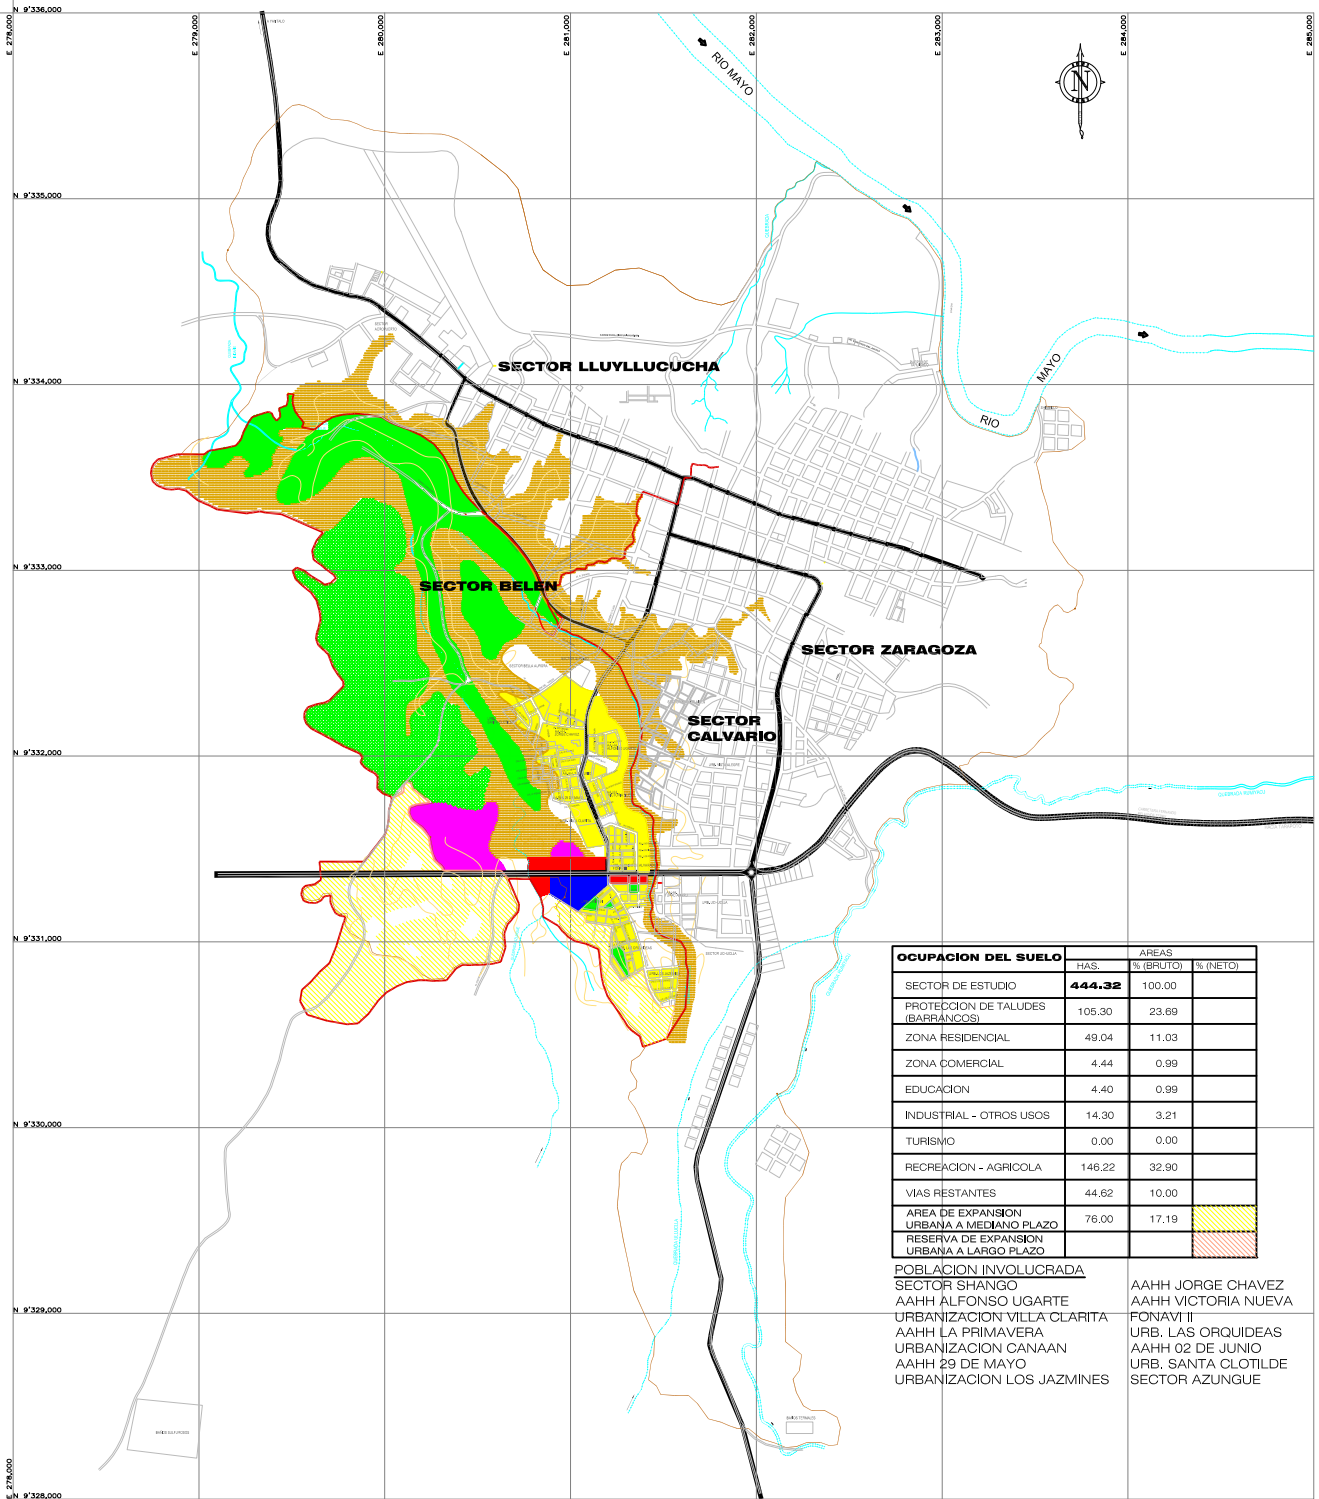 N 9'336,000
E 278,000
E 279,000
E 280,000
E 281,000
E 282,000
E 283,000
E 284,000
E 285,000
RIO MAYO
N
N 9'335,000
SECTOR LLUYLLUCUCHA
N 9'334,000
RIO
MAYO
N 9'333,000
SECTOR BELEN
SECTOR ZARAGOZA
SECTOR
CALVARIO
N 9'332,000
N 9'331,000
N 9'330,000
N 9'329,000
N 9'328,000
E 278,000
OCUPACION DEL SUELO AREAS
HAS. % (BRUTO) % (NETO)
SECTOR DE ESTUDIO 444.32 100.00
PROTECCION DE TALUDES
(BARRANCOS) 105.30 23.69
ZONA RESIDENCIAL 49.04 11.03
ZONA COMERCIAL 4.44 0.99
EDUCACION 4.40 0.99
INDUSTRIAL - OTROS USOS 14.30 3.21
TURISMO 0.00 0.00
RECREACION - AGRICOLA 146.22 32.90
VIAS RESTANTES 44.62 10.00
AREA DE EXPANSION
URBANA A MEDIANO PLAZO 76.00 17.19
RESERVA DE EXPANSION
URBANA A LARGO PLAZO
POBLACION INVOLUCRADA
SECTOR SHANGO AAHH JORGE CHAVEZ
AAHH ALFONSO UGARTE AAHH VICTORIA NUEVA
URBANIZACION VILLA CLARITA FONAVI II
AAHH LA PRIMAVERA URB. LAS ORQUIDEAS
URBANIZACION CANAAN AAHH 02 DE JUNIO
AAHH 29 DE MAYO URB. SANTA CLOTILDE
URBANIZACION LOS JAZMINES SECTOR AZUNGUE